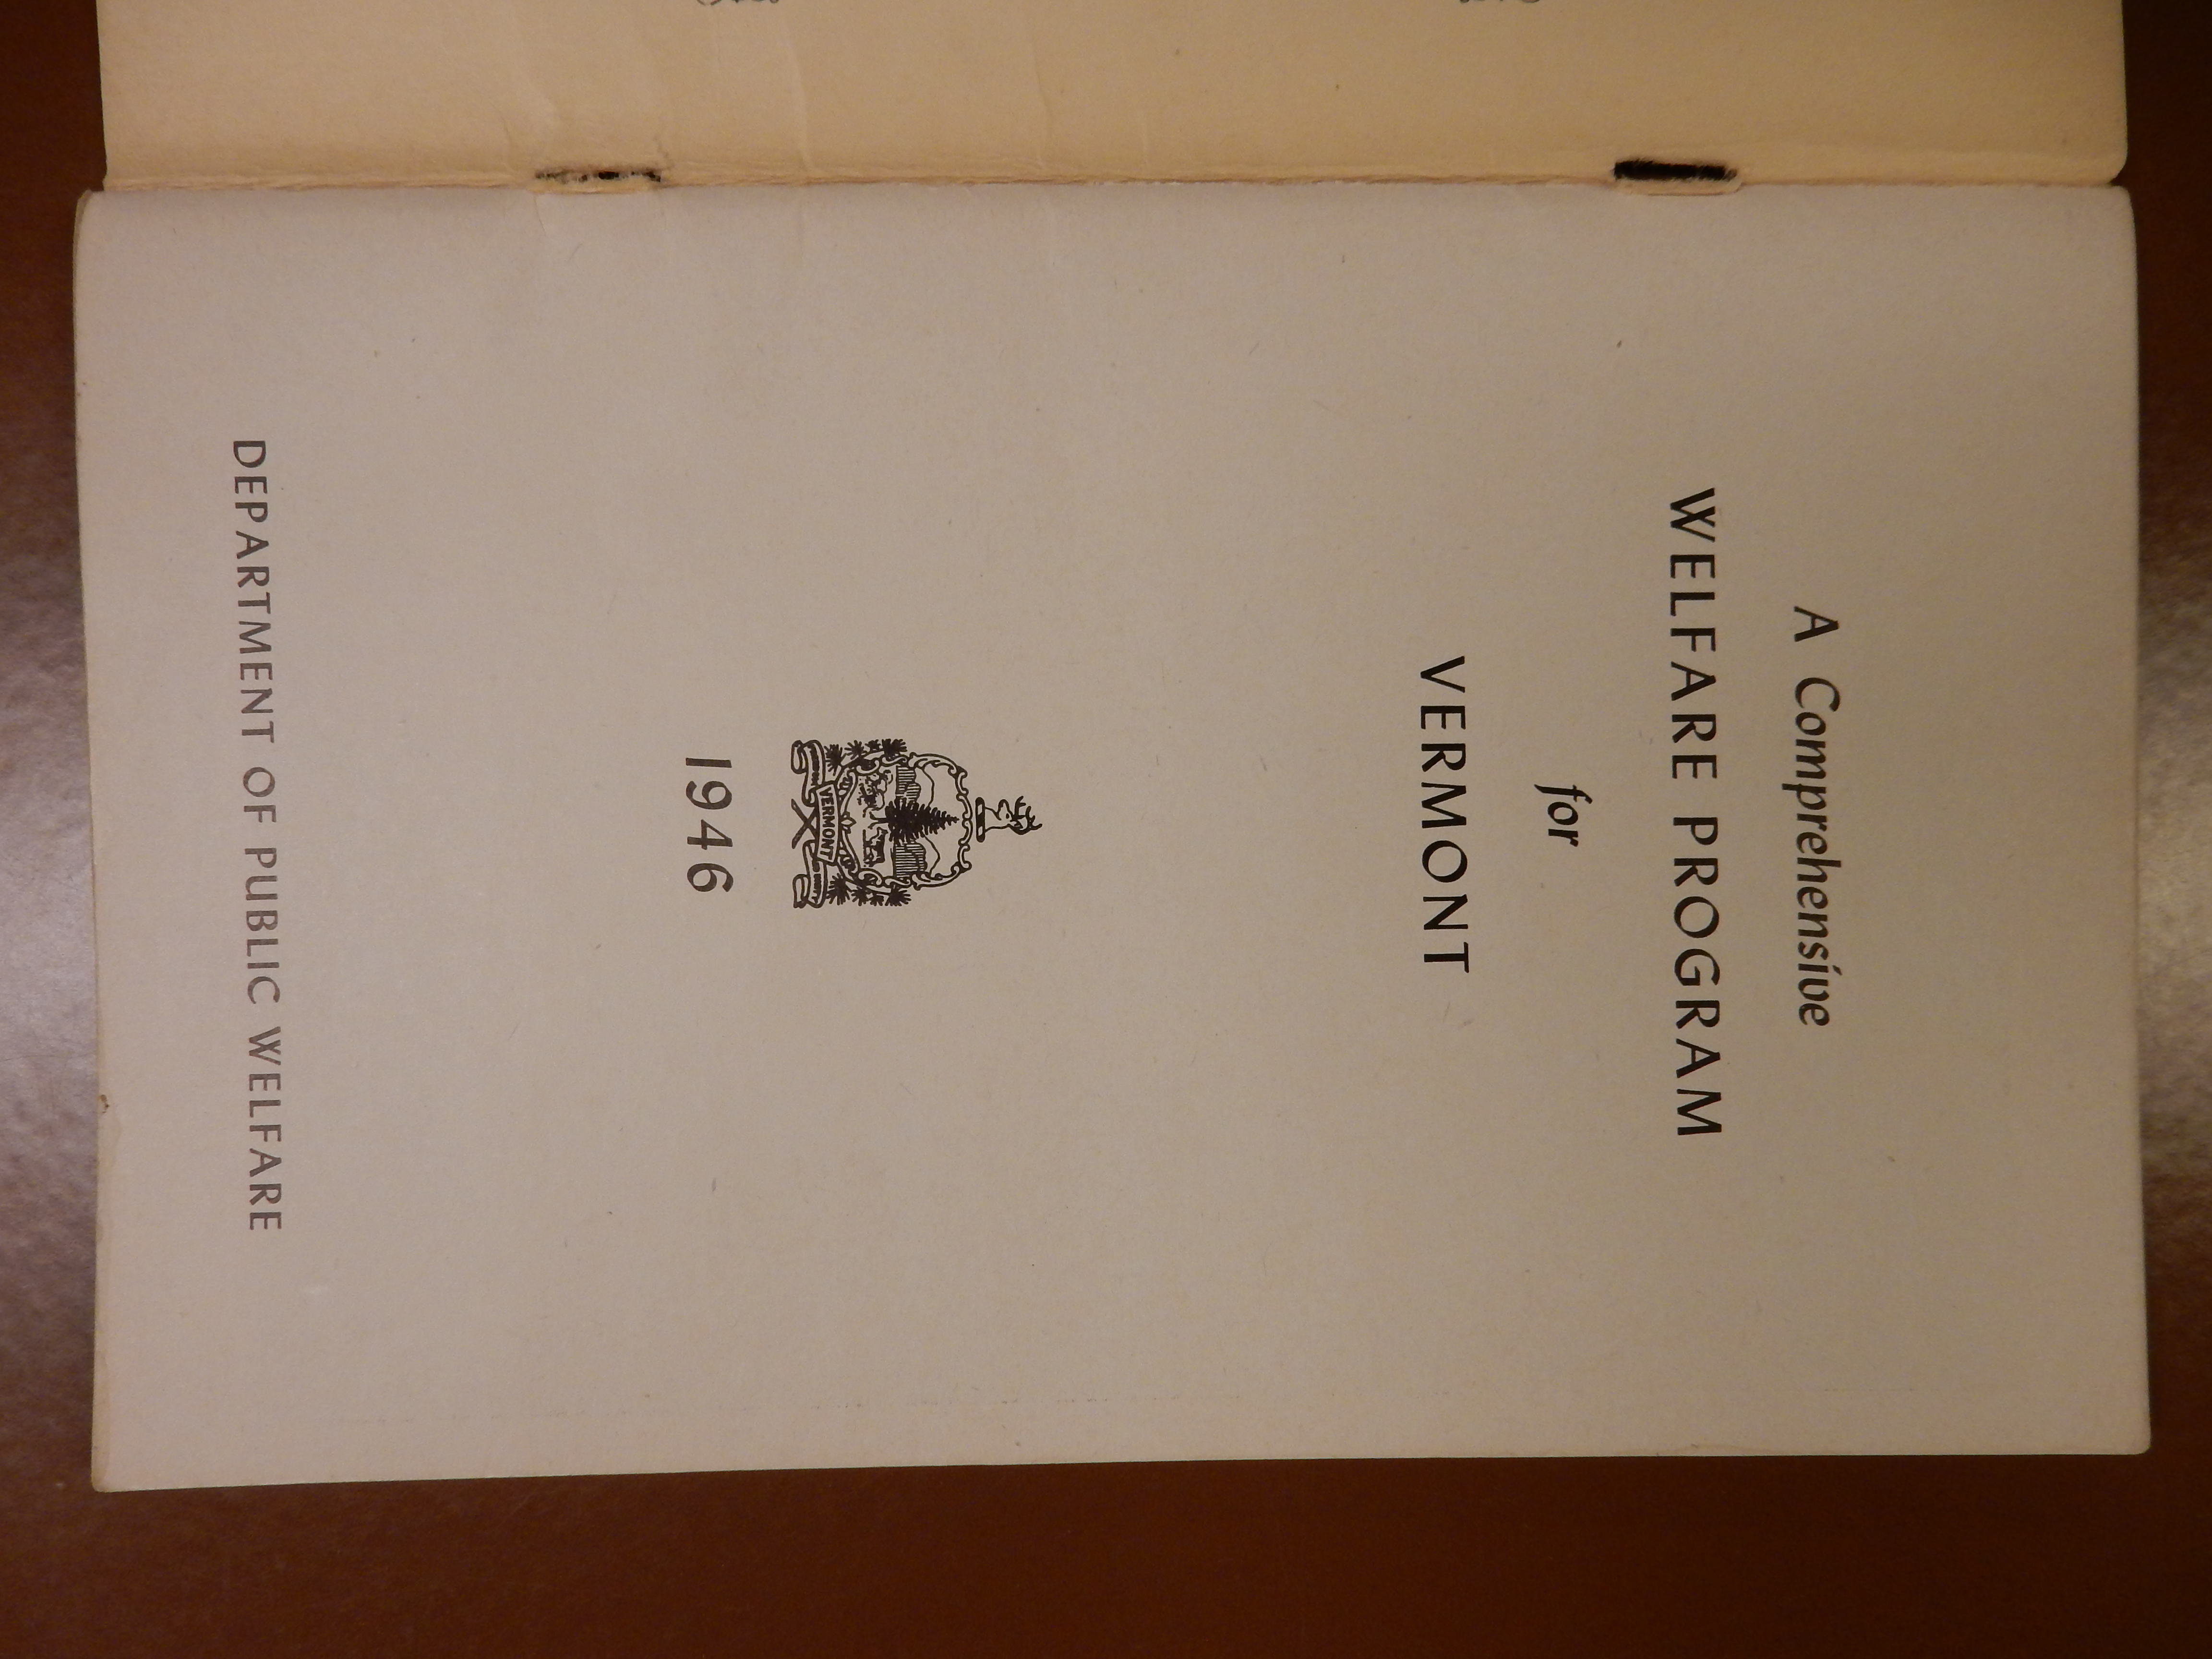 A Comprehensive
WELFARE PROGRAM
for
VERMONT
VERMONT
1946
DEPARTMENT OF PUBLIC WELFARE